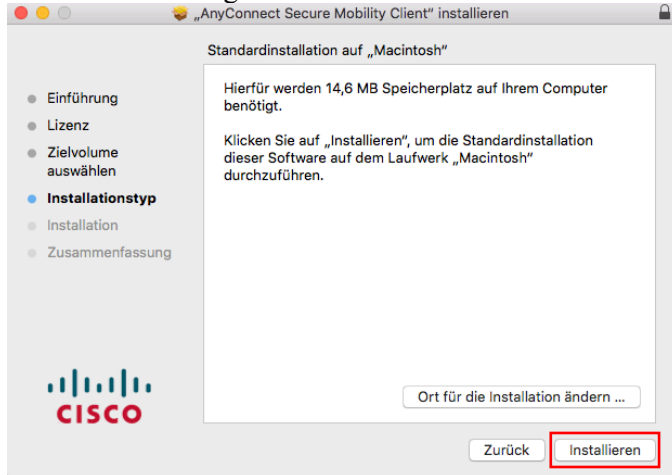 „AnyConnect Secure Mobility Client“ installieren
Standardinstallation auf „Macintosh“
Einführung
Lizenz
Zielvolume
auswählen
Installationstyp
Installation
Zusammenfassung
Hierfür werden 14,6 MB Speicherplatz auf Ihrem Computer
benötigt.
Klicken Sie auf „Installieren“, um die Standardinstallation
dieser Software auf dem Laufwerk „Macintosh“
durchzuführen.
Ort für die Installation ändern ...
CISCO
Zurück
Installieren